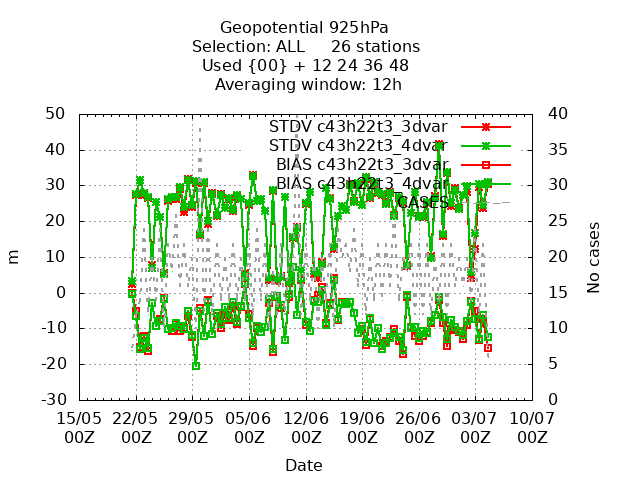 Geopotential 925hPa
Selection: ALL 26 stations
Used {00} + 12 24 36 48
Averaging window: 12h
50 40
STDV c43h22t3_3dvar
40 35
STDV c43h22t3_4dvar
BIAS c43h22t3_3dvar
30 30
BIAS c43h22t3_4dvar
CASES
20 25
m
10 20
No cases
0 15
-10 10
-20 5
-30 0
15/05 22/05 29/05 05/06 12/06 19/06 26/06 03/07 10/07
00Z 00Z 00Z 00Z 00Z 00Z 00Z 00Z 00Z
Date